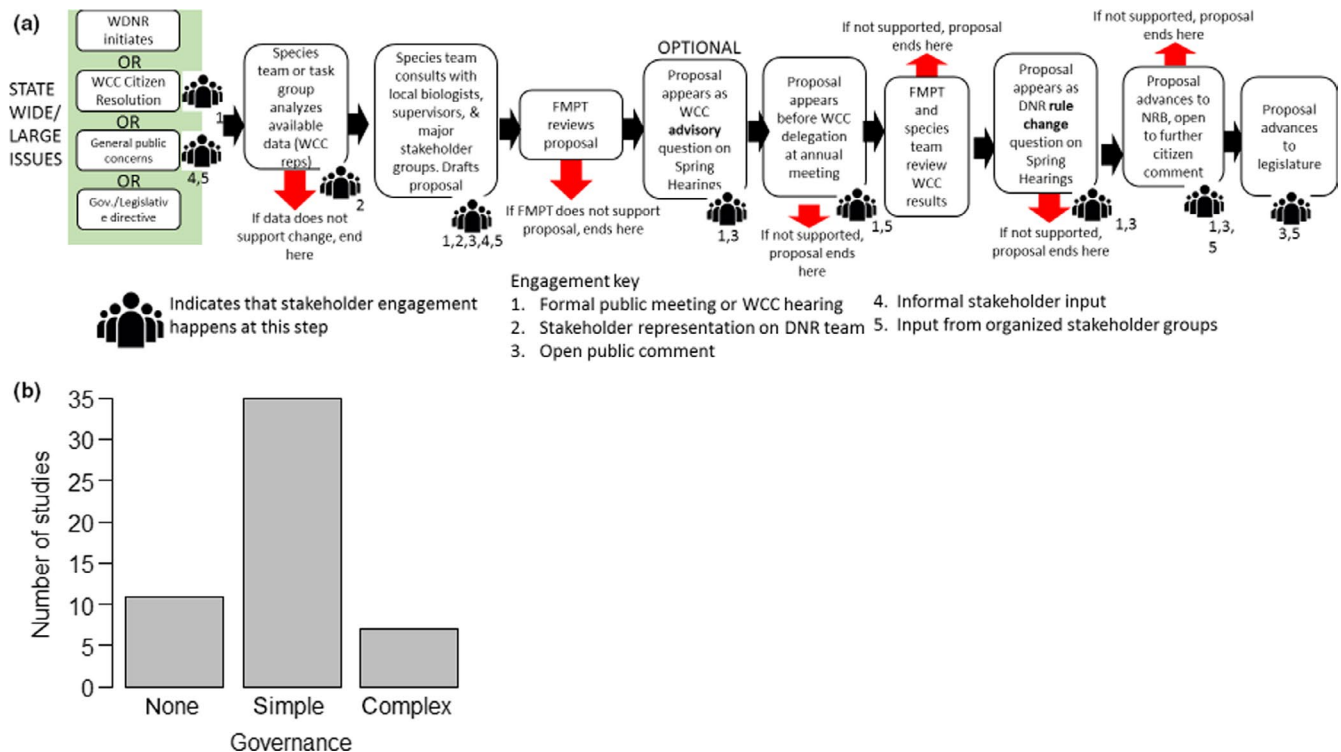 (a)
STATE
WIDE/
LARGE
ISSUES
WDNR
initiates
OR
WCC Citizen
Resolution
1
OR
General public
concerns
4,5
OR
Gov./Legislativ
e directive
Species
team or task
group
analyzes
available
data (WCC
reps)
2
If data does not
support change, end
here
Species team
consults with
local biologists,
supervisors, &
major
stakeholder
groups. Drafts
proposal
1,2,3,4,5
FMPT
reviews
proposal
If FMPT does not support
proposal, ends here
OPTIONAL
Proposal
appears as
WCC
advisory
question on
Spring
Hearings
1,3
Proposal
appears
before WCC
delegation
at annual
meeting
1,5
If not supported,
proposal ends
here
If not supported, proposal
ends here
FMPT
and
species
team
review
WCC
results
Proposal
appears as
DNR rule
change
question on
Spring
Hearings
1,3
If not supported,
proposal ends here
If not supported, proposal
ends here
Proposal
advances to
NRB, open
to further
citizen
comment
1,3,
5
Proposal
advances
to
legislature
3,5
Indicates that stakeholder engagement
happens at this step
Engagement key
1. Formal public meeting or WCC hearing
2. Stakeholder representation on DNR team
3. Open public comment
4. Informal stakeholder input
5. Input from organized stakeholder groups
(b)
Number of studies
35
30
25
20
15
10
5
0
None
Simple
Complex
Governance